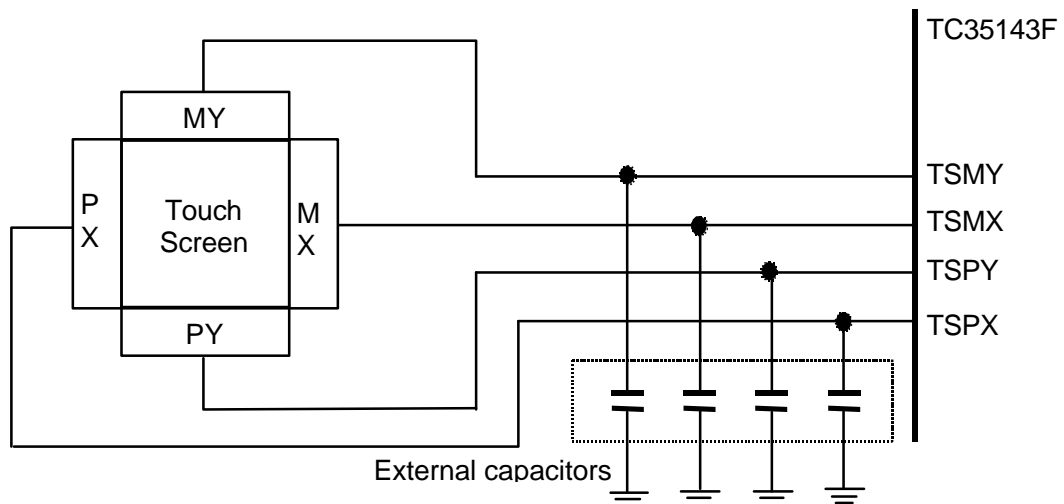 TC35143F
MY
TSMY
P
X
Touch
Screen
M
X
TSMX
TSPY
PY
TSPX
External capacitors